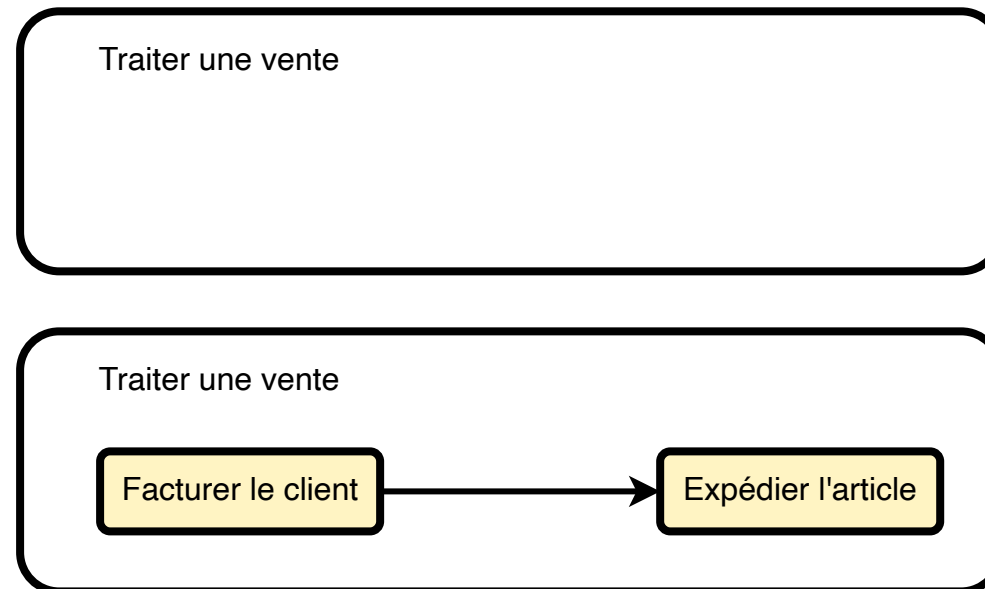 Traiter une vente
Traiter une vente
Facturer le client
Expédier l'article